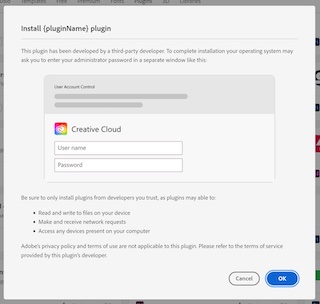 Templates Free Fonts Plugins 3D Libraries
Install {pluginName} plugin
This plugin has been developed by a third-party developer. To complete installation your operating system may
ask you to enter your administrator password in a separate window like this:
User Account Control
Creative Cloud
User name
Password
Be sure to only install plugins from developers you trust, as plugins may able to:
• Read and write to files on your device
• Make and receive network requests
• Access any devices present on your computer
Adobe's privacy policy and terms of use are not applicable to this plugin. Please refer to the terms of service
provided by this plugin's developer.
Cancel OK